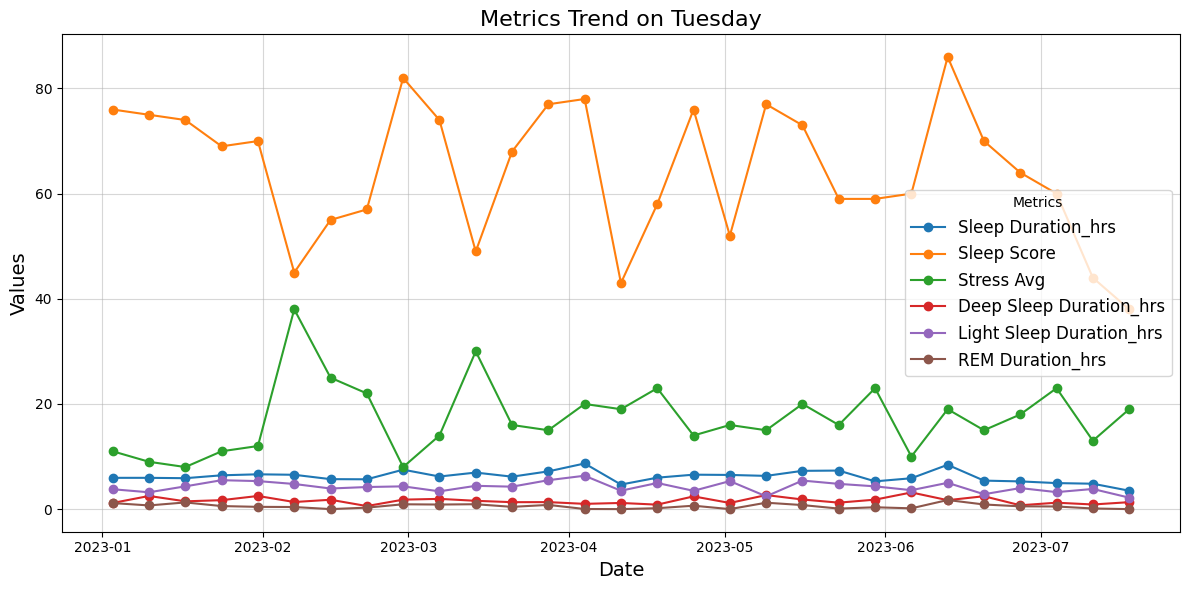 Metrics Trend on Tuesday
Values
80
60
40
20
0
Metrics
Sleep Duration_hrs
Sleep Score
Stress Avg
Deep Sleep Duration_hrs
Light Sleep Duration_hrs
REM Duration_hrs
2023-01 2023-02 2023-03 2023-04 2023-05 2023-06 2023-07
Date